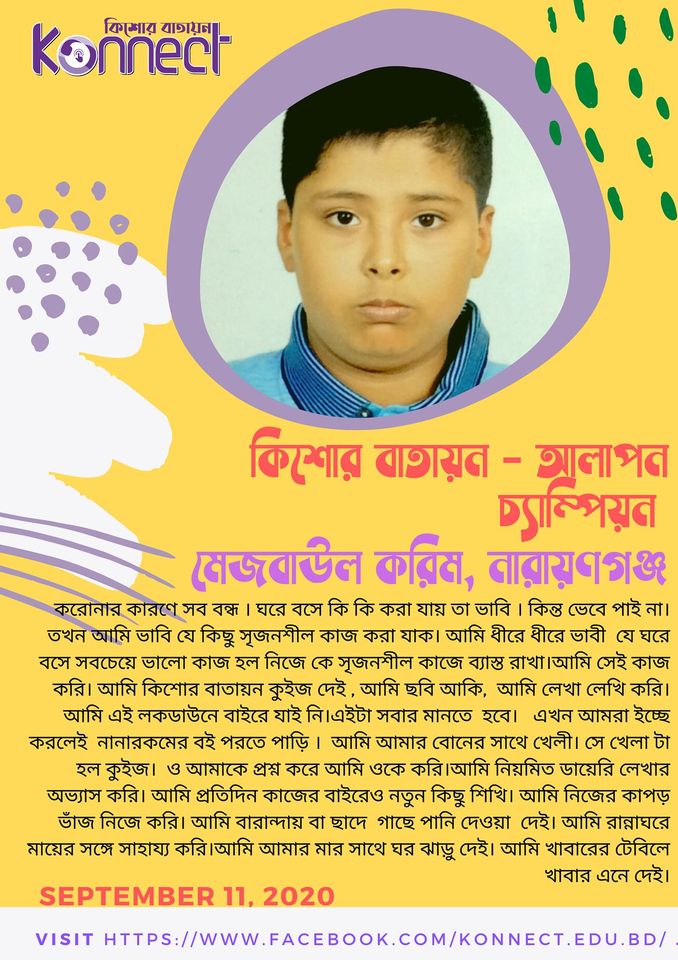 কিশোর বাতায়ন
Konnect
কিশোর বাতায়ন - আলাপন
চ্যাম্পিয়ন
মেজবাউল করিম, নারায়ণগঞ্জ
করোনার কারণে সব বন্ধ । ঘরে বসে কি কি করা যায় তা ভাবি । কিন্ত ভেবে পাই না।
তখন আমি ভাবি যে কিছু সৃজনশীল কাজ করা যাক। আমি ধীরে ধীরে ভাবী যে ঘরে
বসে সবচেয়ে ভালো কাজ হল নিজে কে সৃজনশীল কাজে ব্যাস্ত রাখা।আমি সেই কাজ
করি। আমি কিশোর বাতায়ন কুইজ দেই , আমি ছবি আকি, আমি লেখা লেখি করি।
আমি এই লকডাউনে বাইরে যাই নি।এইটা সবার মানতে হবে। এখন আমরা ইচ্ছে
করলেই নানারকমের বই পরতে পাড়ি । আমি আমার বোনের সাথে খেলী। সে খেলা টা
হল কুইজ। ও আমাকে প্রশ্ন করে আমি ওকে করি।আমি নিয়মিত ডায়েরি লেখার
অভ্যাস করি। আমি প্রতিদিন কাজের বাইরেও নতুন কিছু শিখি। আমি নিজের কাপড়
ভাঁজ নিজে করি। আমি বারান্দায় বা ছাদে গাছে পানি দেওয়া দেই। আমি রান্নাঘরে
মায়ের সঙ্গে সাহায্য করি।আমি আমার মার সাথে ঘর ঝাড়ু দেই। আমি খাবারের টেবিলে
খাবার এনে দেই।
SEPTEMBER 11, 2020
VISIT HTTPS://WWW.FACEBOOK.COM/KONNECT.EDU.BD/ .